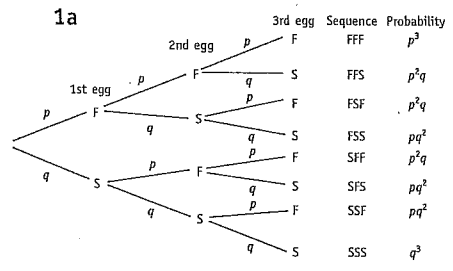 1a
3rd egg Sequence Probability
p F FFF p³
2nd egg
p F
q S FFS p²q
1st egg
p F
p F FSF p²q
q S
q S FSS pq²
p F SFF p²q
p F
q S SFS pq²
q S
p F SSF pq²
q S
q S SSS q³